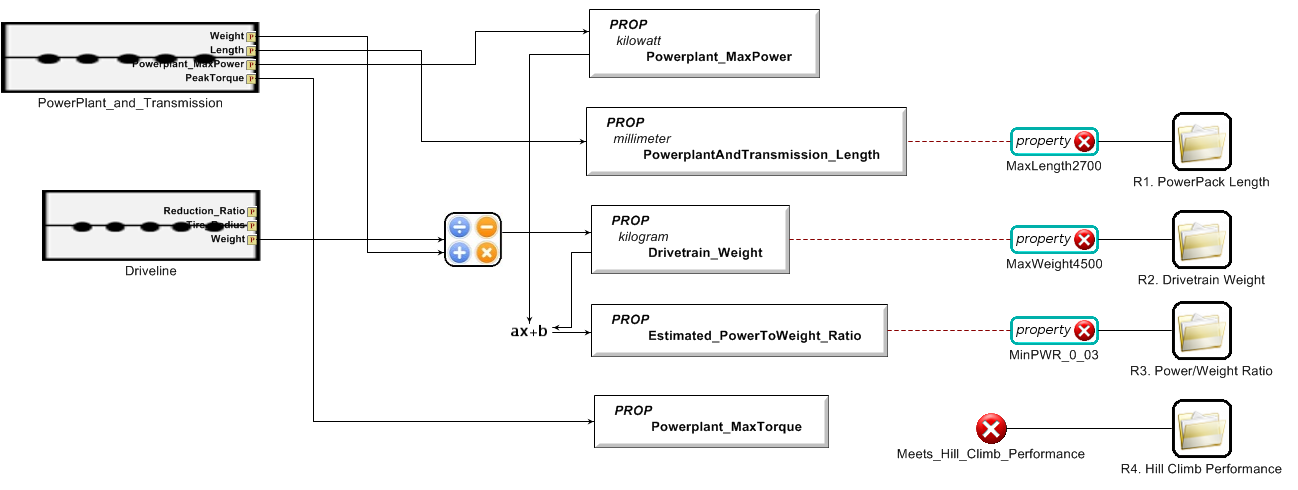 Weight
Length
Powerplant_MaxPower
PeakTorque
PowerPlant_and_Transmission
PROP
kilowatt
Powerplant_MaxPower
PROP
millimeter
PowerplantAndTransmission_Length
property
MaxLength2700
R1. PowerPack Length
Reduction_Ratio
Tire_Radius
Weight
Driveline
PROP
kilogram
Drivetrain_Weight
property
MaxWeight4500
R2. Drivetrain Weight
ax+b
PROP
Estimated_PowerToWeight_Ratio
property
MinPWR_0_03
R3. Power/Weight Ratio
PROP
Powerplant_MaxTorque
Meets_Hill_Climb_Performance
R4. Hill Climb Performance